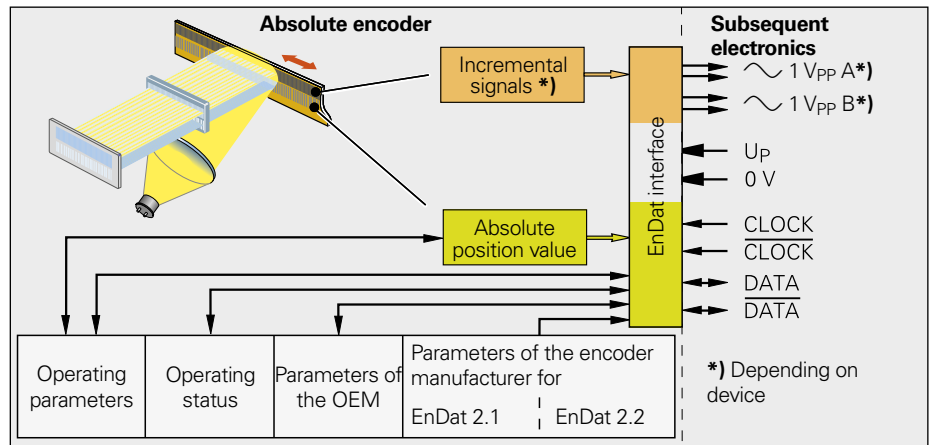 Absolute encoder
Subsequent
electronics
Incremental
signals *)
1 VPP A*)
1 VPP B*)
EnDat interface
UP
0 V
Absolute
position value
CLOCK
CLOCK
DATA
DATA
Operating
parameters
Operating
status
Parameters of
the OEM
Parameters of the encoder
manufacturer for
EnDat 2.1
EnDat 2.2
*) Depending on
device